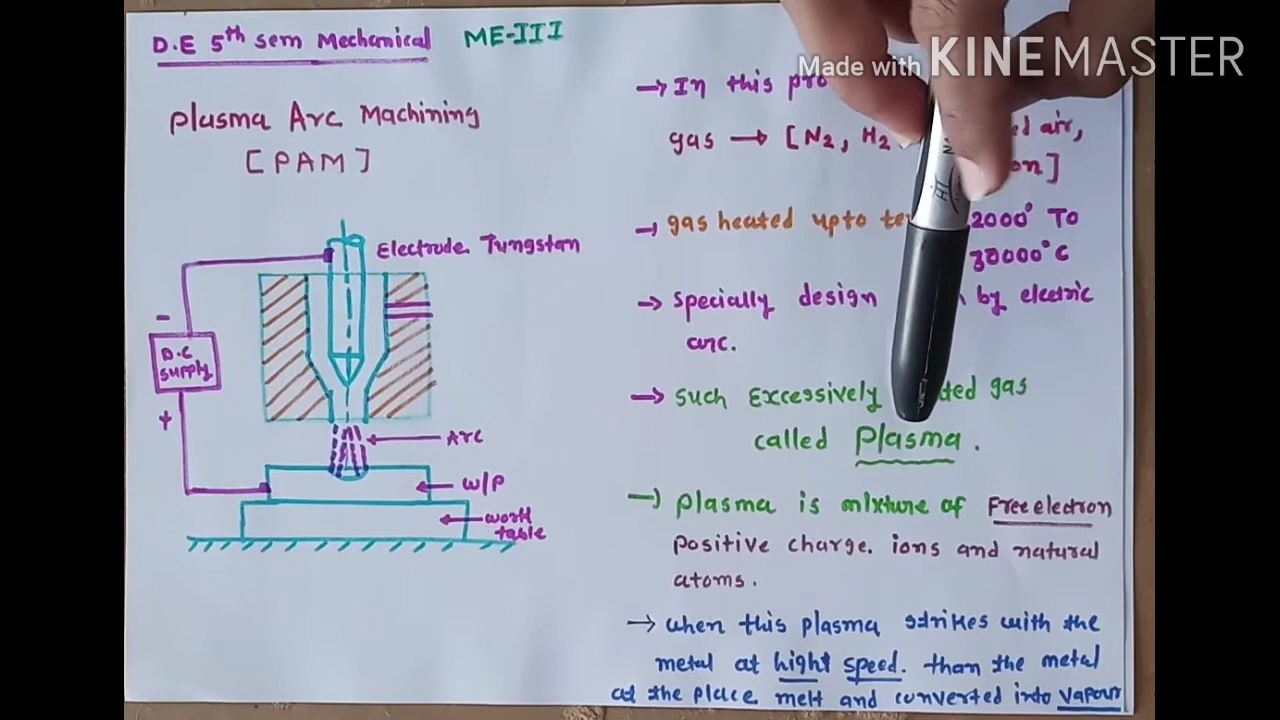 D.E 5th sem Mechanical ME-III
Plasma Arc Machining
[PAM]
Electrode Tungstan
-
D.C
supply
+
Arc
W/P
work
table
Made with KINEMASTER
→ In this pro
gas → [N2, H2 air,
]
→ gas heated upto 2000° To
30000°C
→ Specially design by electric
arc.
→ Such Excessively gas
called Plasma.
→ Plasma is mixture of Free electron
positive charge. ions and natural
atoms.
→ When this plasma strikes with the
metal at hight speed. than the metal
at the place melt and converted into vapour